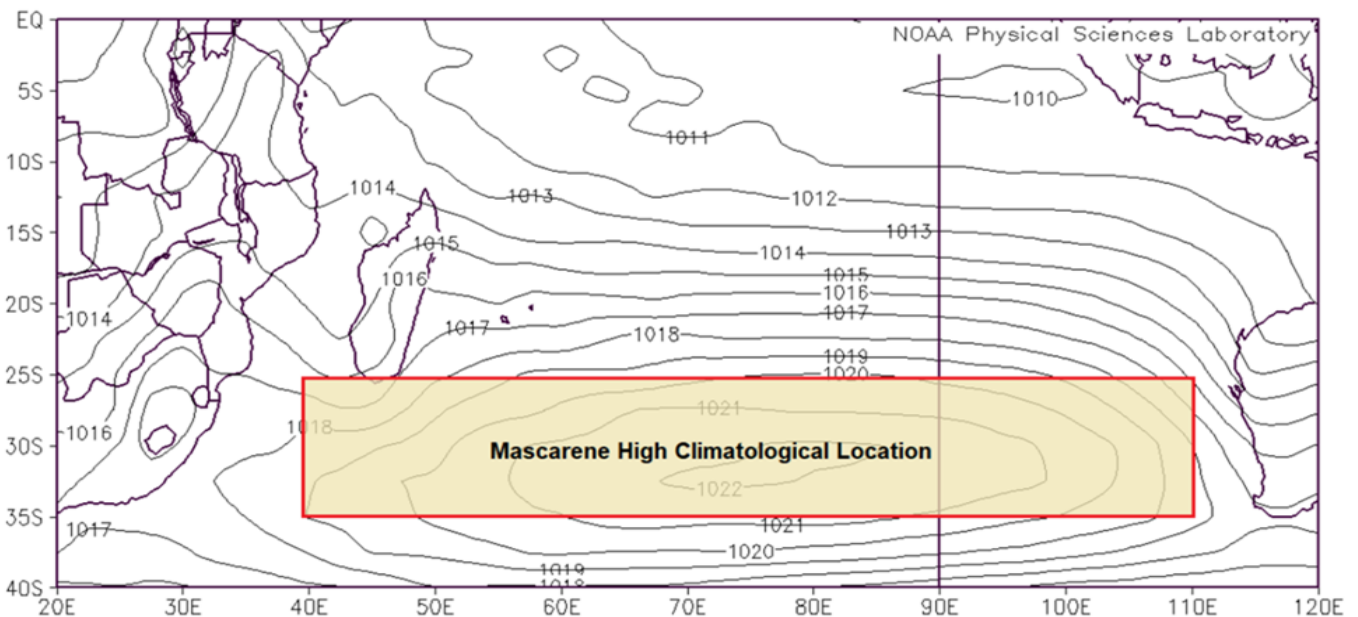 EQ
NOAA Physical Sciences Laboratory
5S
1010
1011
10S
1014
1013
1012
15S
1015
1013
1014
1016
1015
1016
20S
1014
1017
1017
1018
1019
25S
1020
1021
1018
1016
30S
Mascarene High Climatological Location
1022
35S
1017
1021
1020
1019
1018
40S
20E 30E 40E 50E 60E 70E 80E 90E 100E 110E 120E